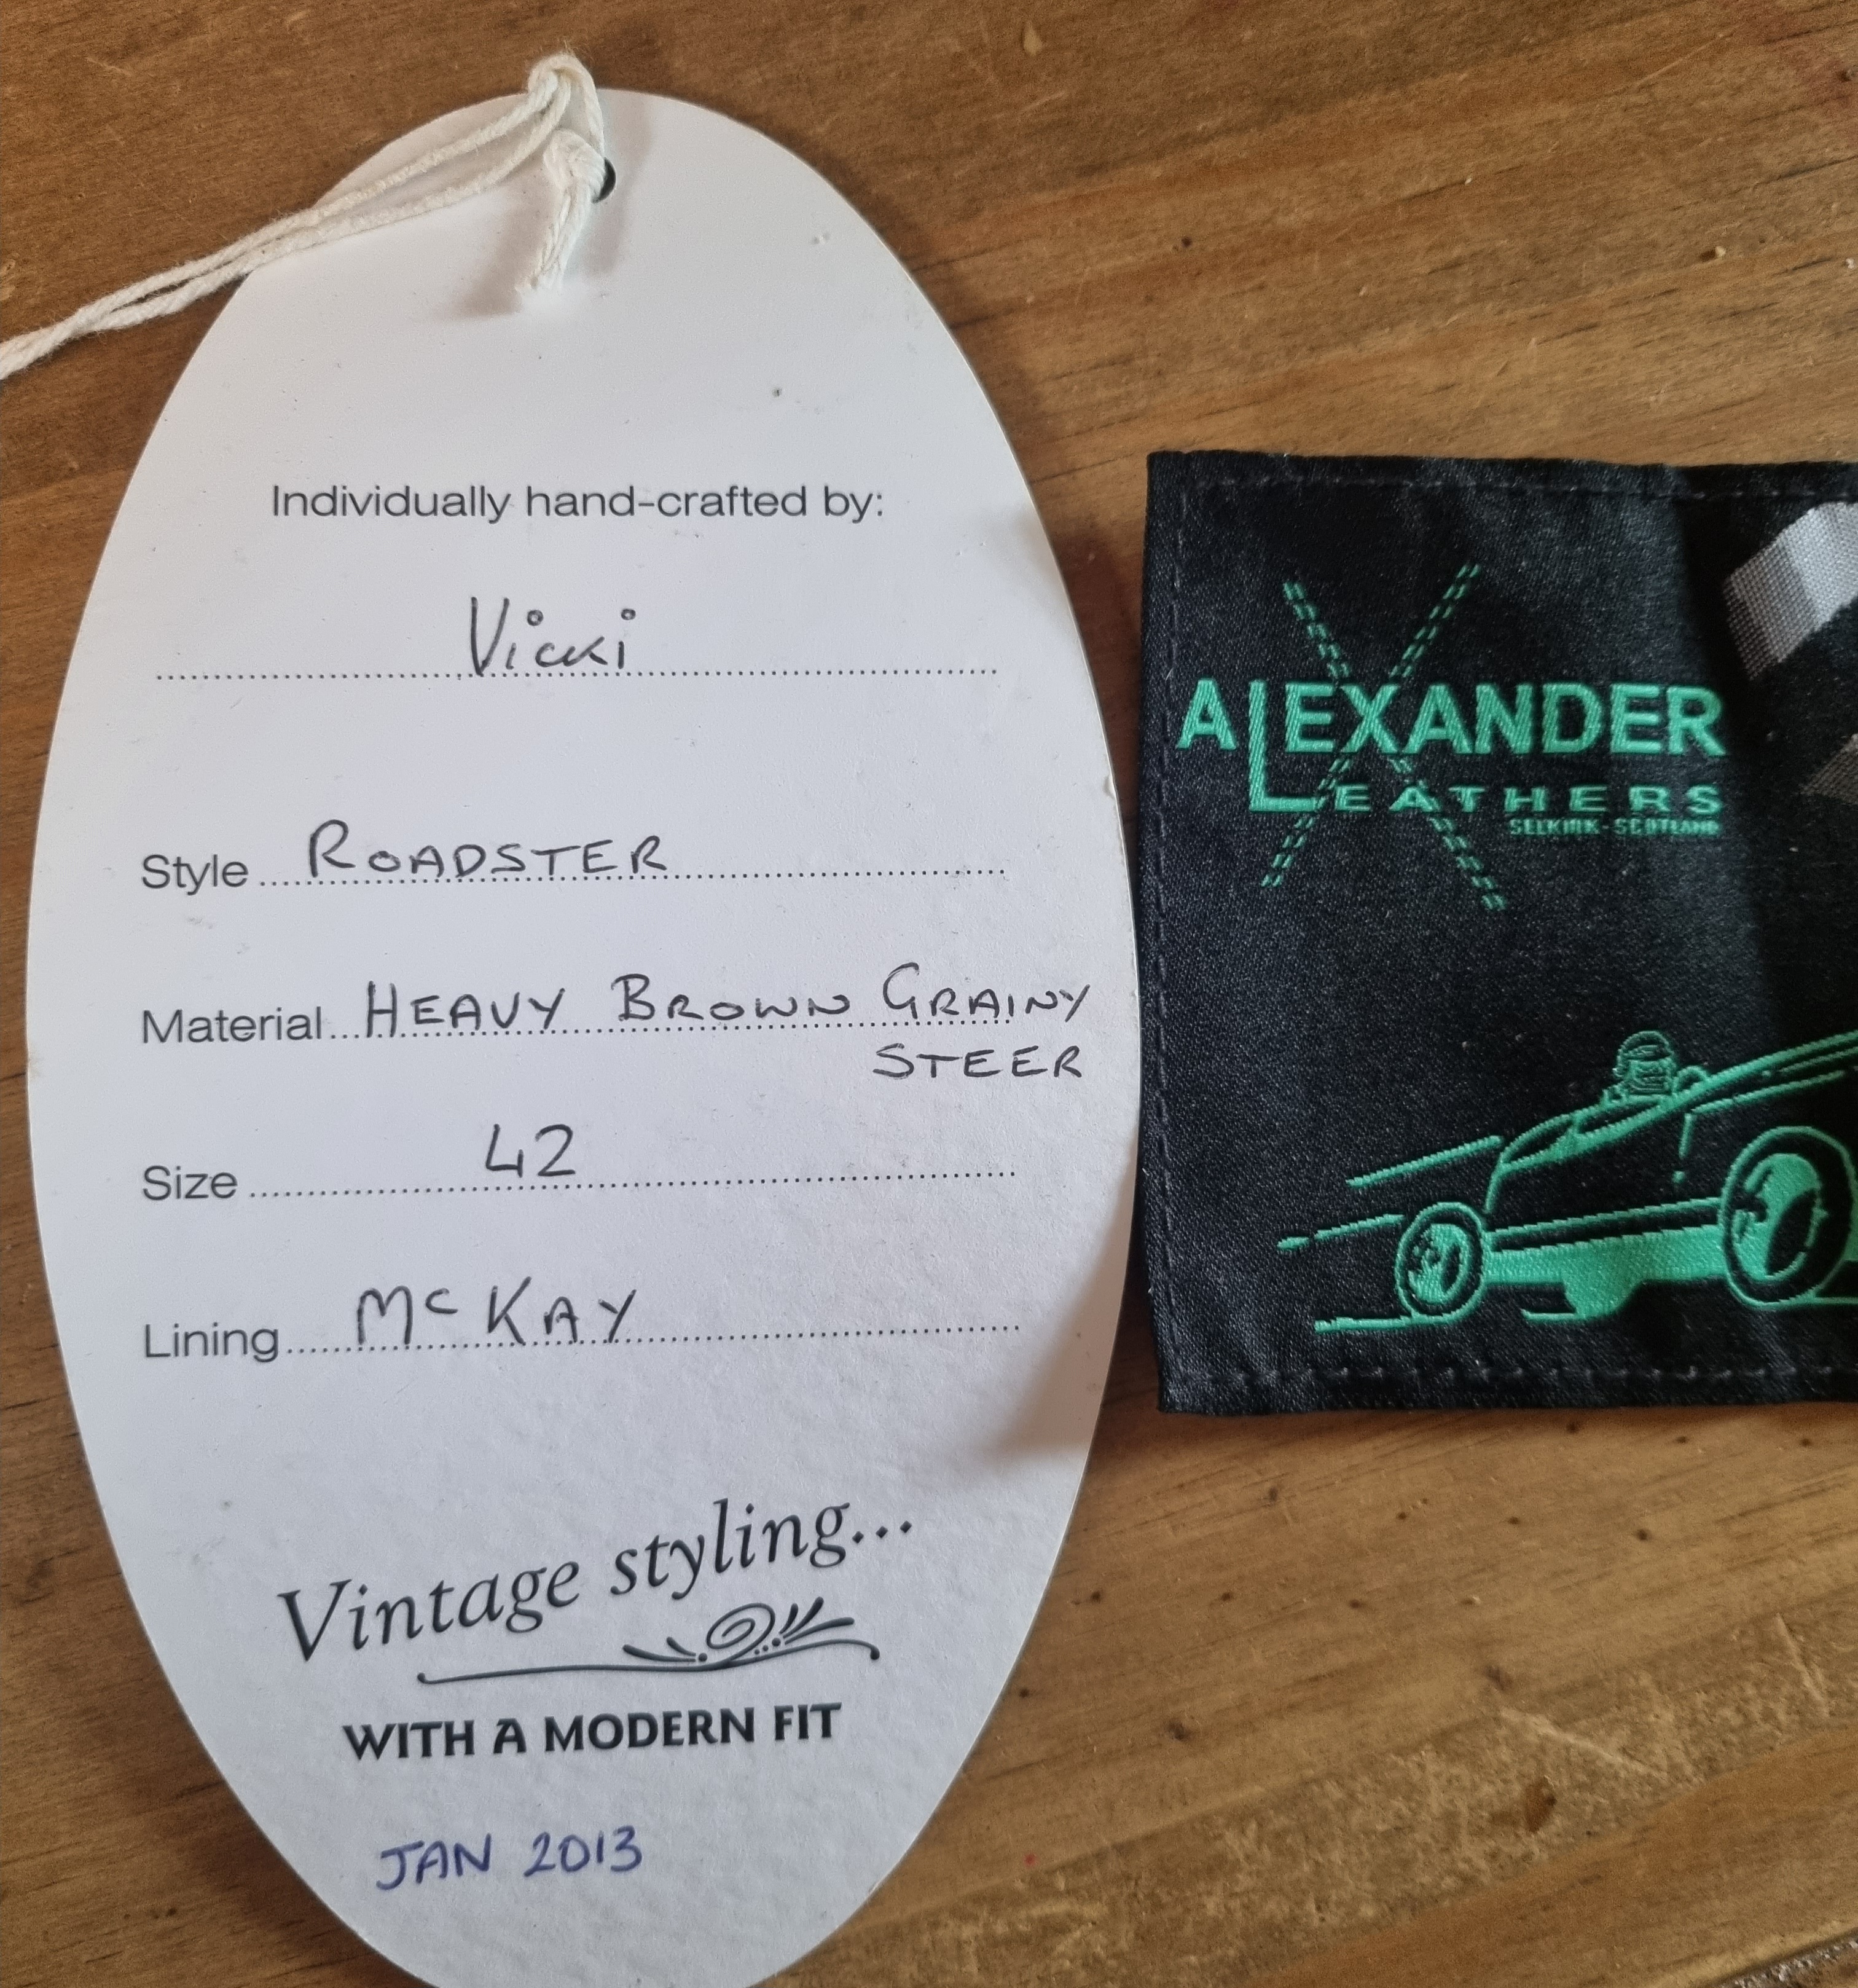 Individually hand-crafted by:
Vicki
Style ROADSTER
Material HEAVY BROWN GRAINY
STEER
Size 42
Lining McKAY
Vintage styling...
WITH A MODERN FIT
JAN 2013
ALEXANDER
LEATHERS
SELKIRK-SCOTLAND